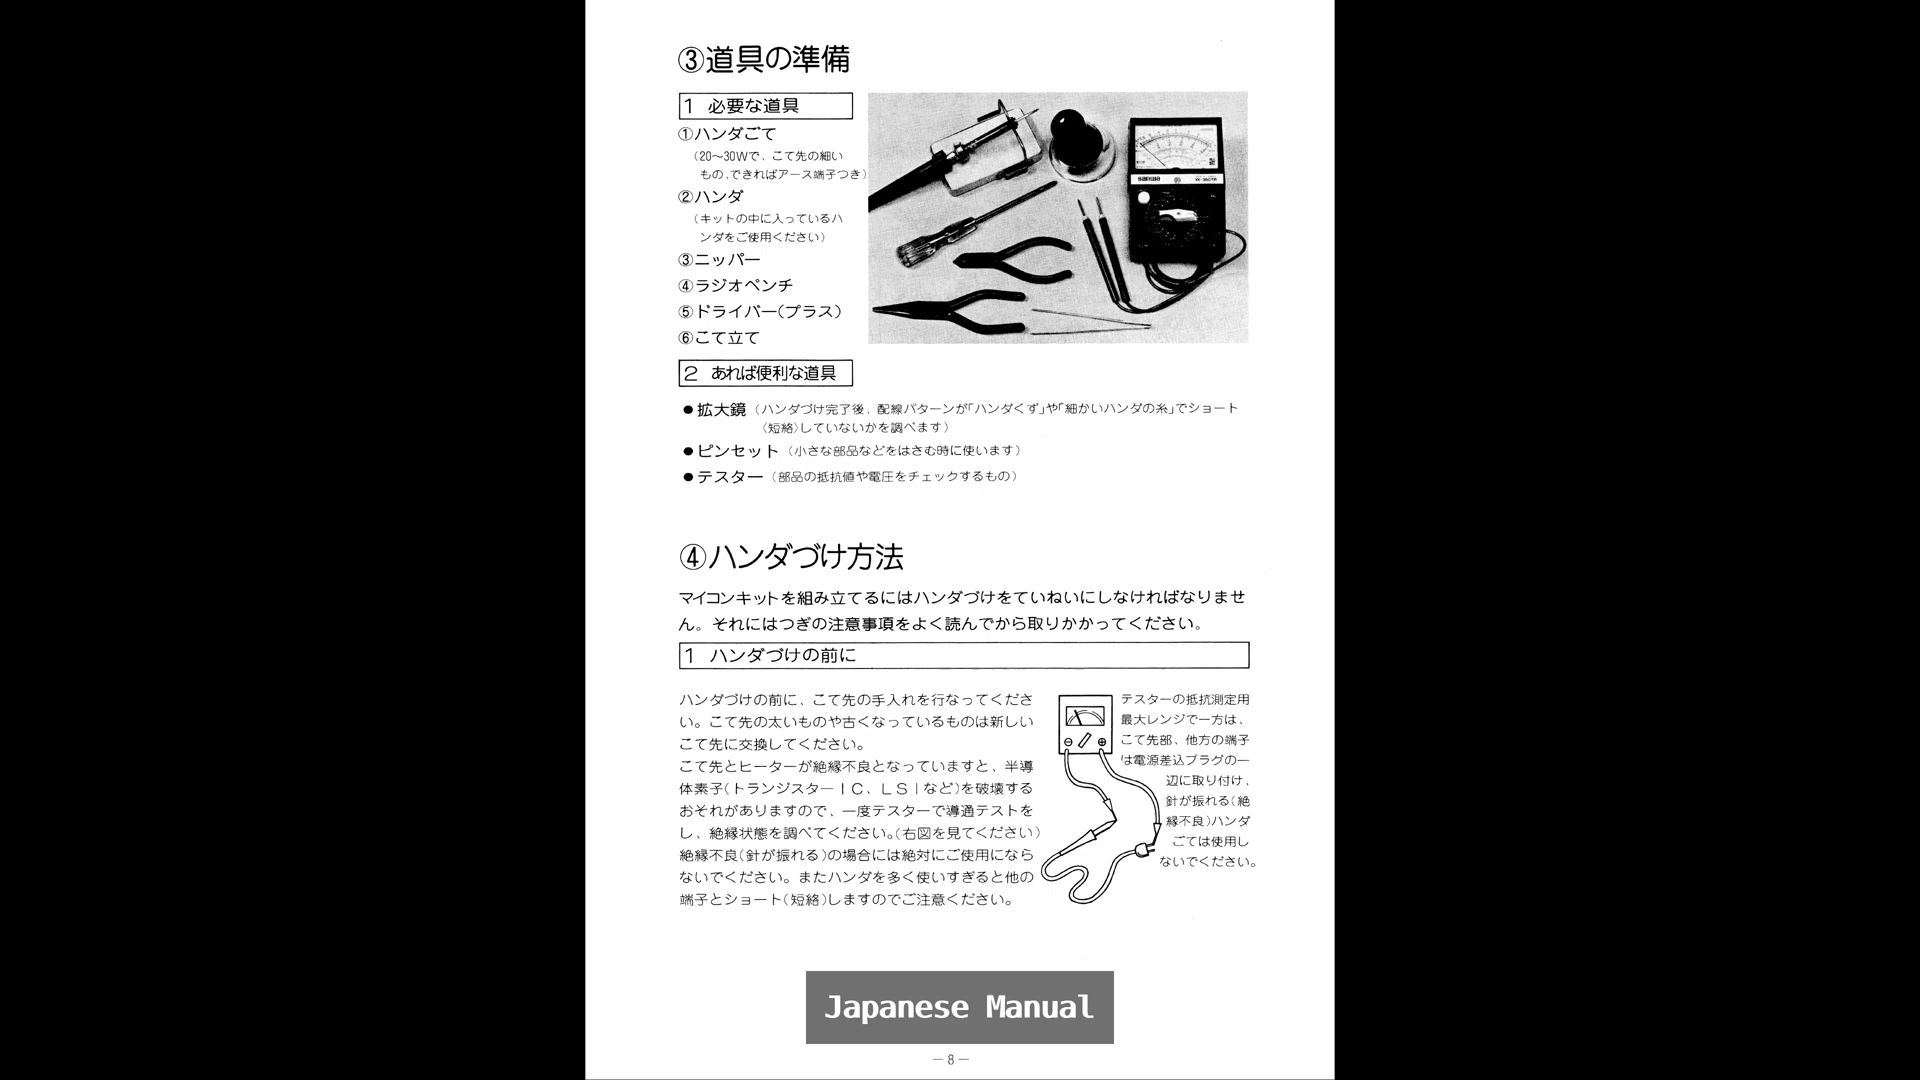 ③道具の準備
1 必要な道具
①ハンダごて
（20〜30Wで、こて先の細い
もの、できればアース端子つき）
②ハンダ
（キットの中に入っているハ
ンダをご使用ください）
③ニッパー
④ラジオペンチ
⑤ドライバー（プラス）
⑥こて立て
sanwa
2 あれば便利な道具
●拡大鏡（ハンダづけ完了後、配線パターンが「ハンダくず」や「細かいハンダの糸」でショート
（短絡）していないかを調べます）
●ピンセット（小さな部品などをはさむ時に使います）
●テスター（部品の抵抗値や電圧をチェックするもの）
④ハンダづけ方法
マイコンキットを組み立てるにはハンダづけをていねいにしなければなりませ
ん。それにはつぎの注意事項をよく読んでから取りかかってください。
1 ハンダづけの前に
ハンダづけの前に、こて先の手入れを行なってくださ
い。こて先の太いものや古くなっているものは新しい
こて先に交換してください。
こて先とヒーターが絶縁不良となっていますと、半導
体素子（トランジスターＩＣ、ＬＳＩなど）を破壊する
おそれがありますので、一度テスターで導通テストを
し、絶縁状態を調べてください。（右図を見てください）
絶縁不良（針が振れる）の場合には絶対にご使用になら
ないでください。またハンダを多く使いすぎると他の
端子とショート（短絡）しますのでご注意ください。
テスターの抵抗測定用
最大レンジで一方は、
こて先部、他方の端子
は電源差込プラグの一
辺に取り付け、
針が振れる（絶
縁不良）ハンダ
ごては使用し
ないでください。
Japanese Manual
— 8 —